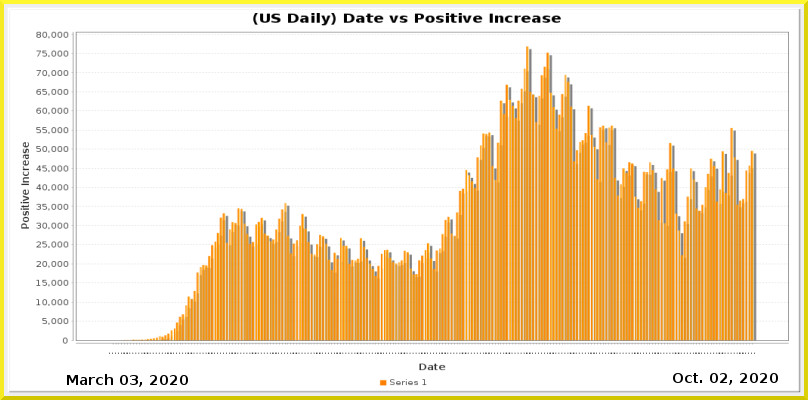 (US Daily) Date vs Positive Increase
80,000
75,000
70,000
65,000
60,000
55,000
50,000
45,000
40,000
35,000
30,000
25,000
20,000
15,000
10,000
5,000
0
Positive Increase
Date
March 03, 2020
Oct. 02, 2020
Series 1